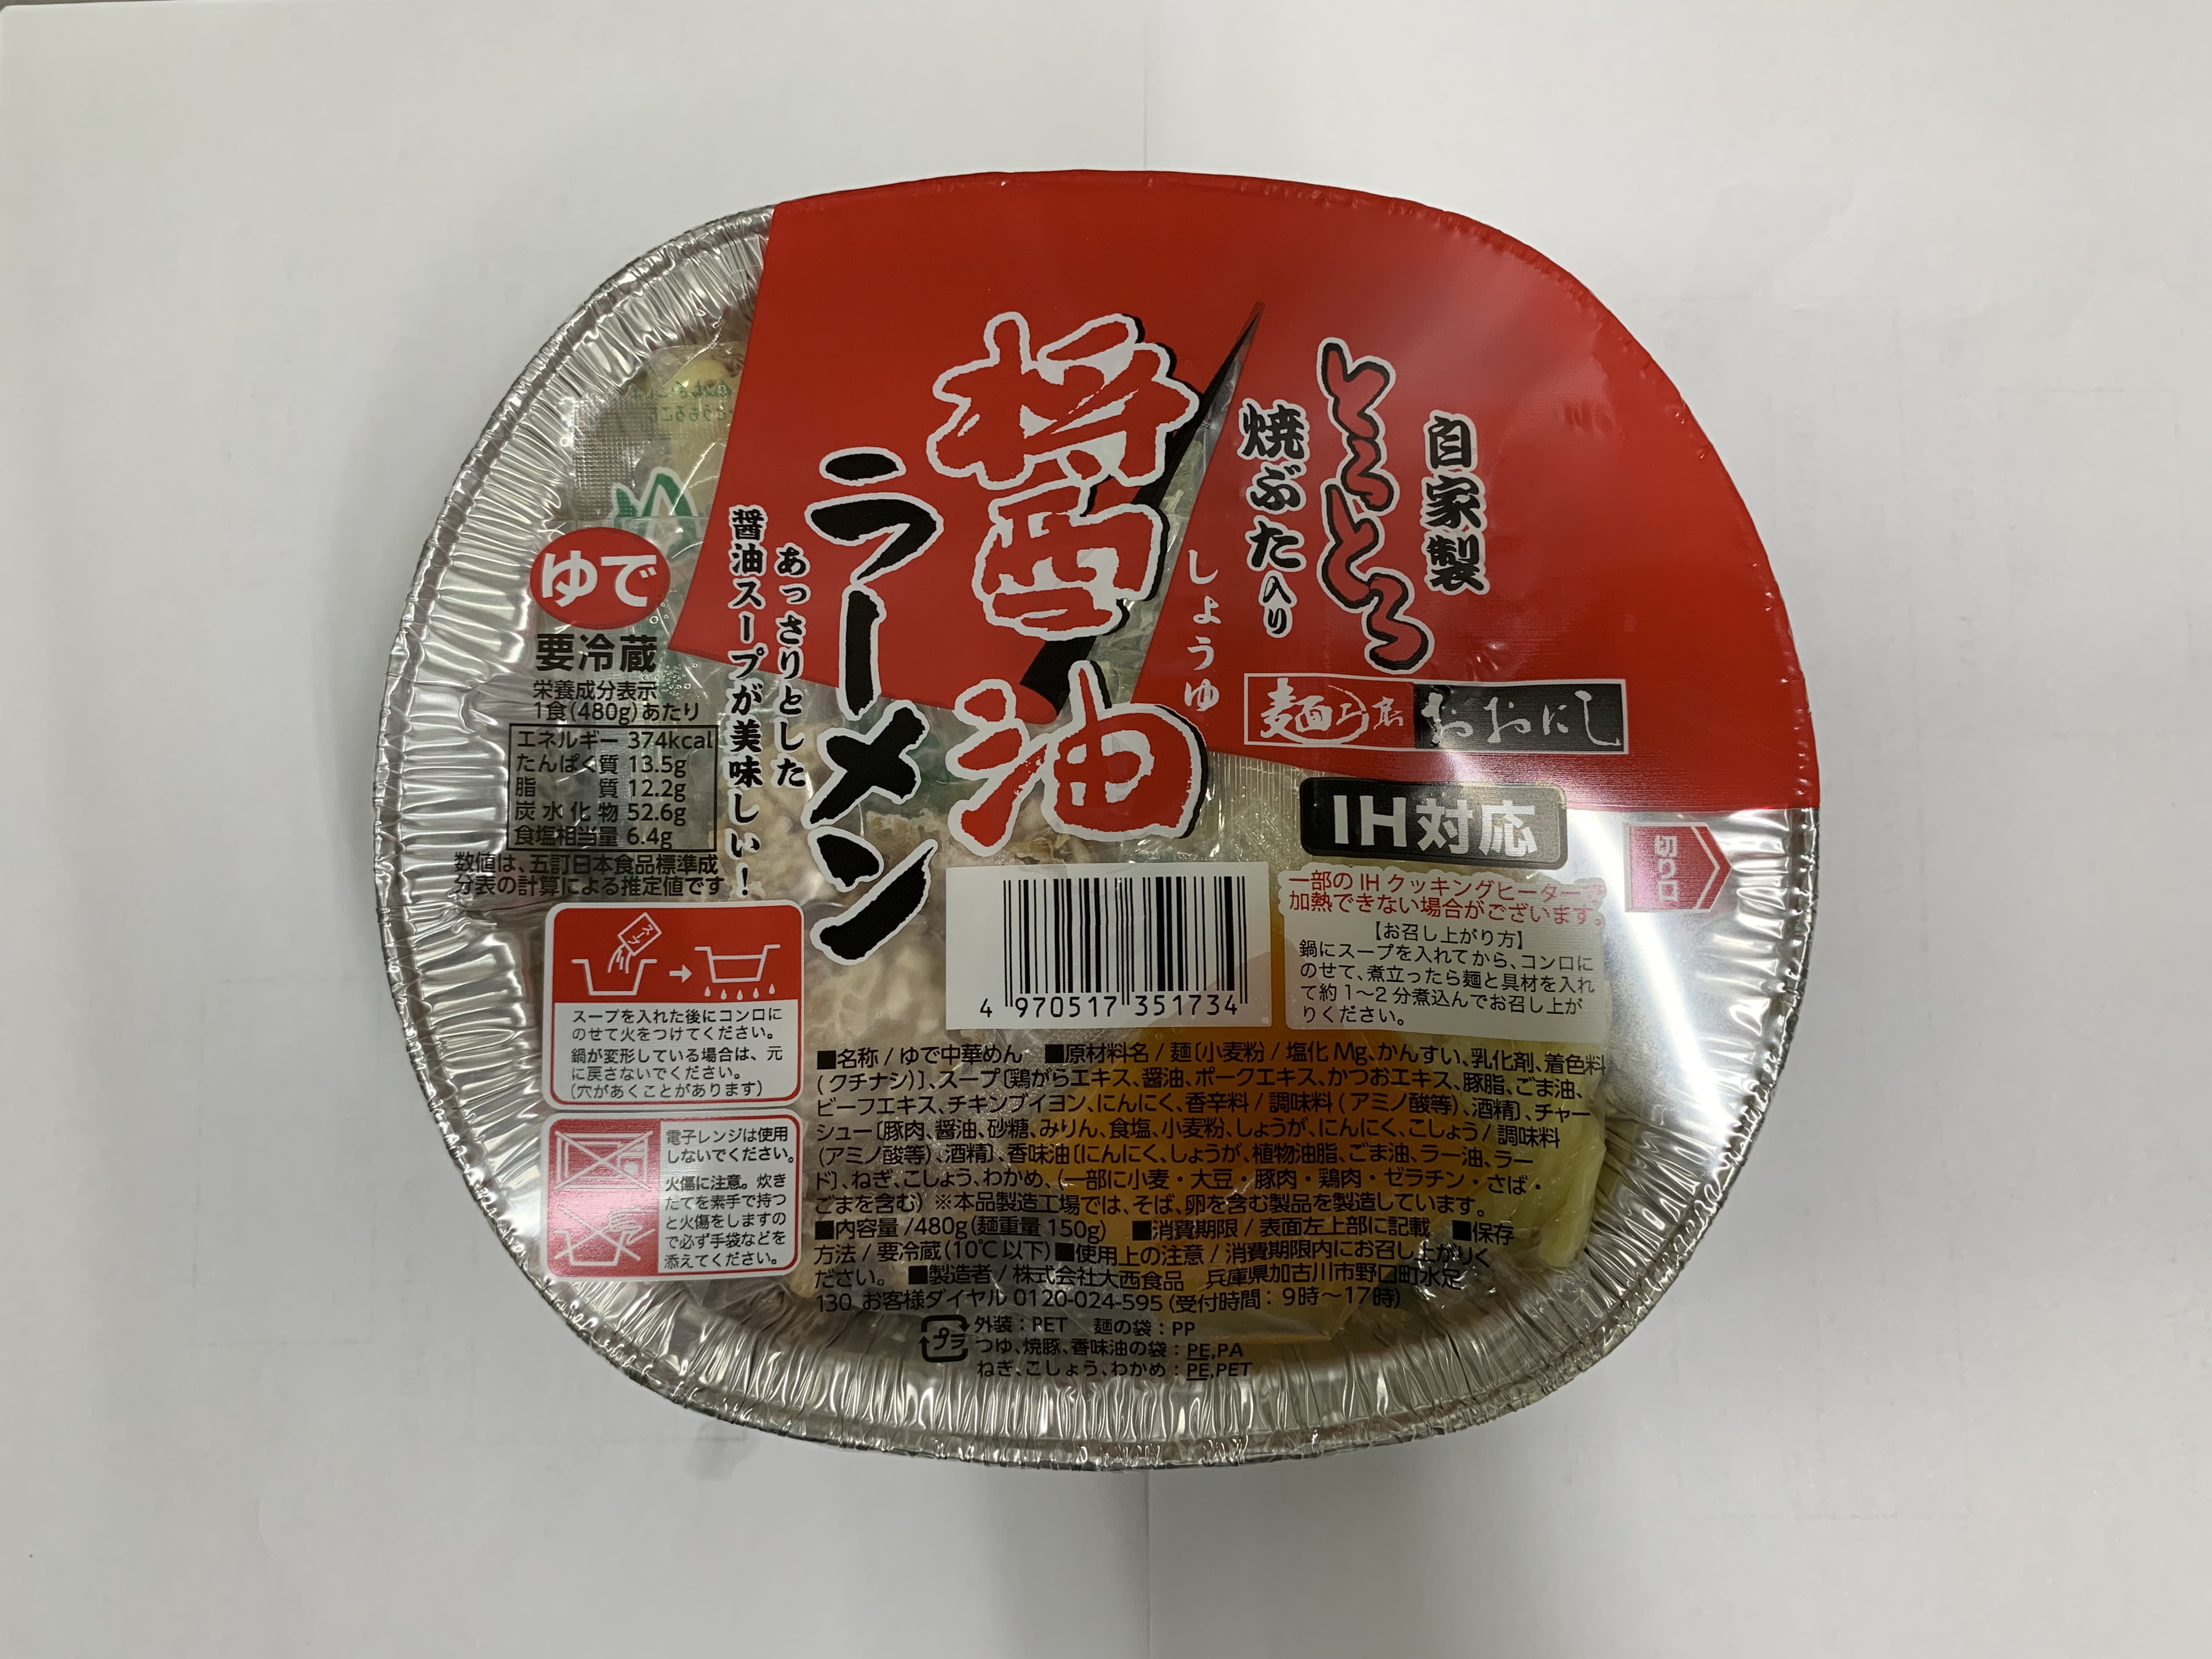 自家製
とろとろ
焼ぶた入り
醤油
しょうゆ
ラーメン
あっさりとした
醤油スープが美味しい!
おおにし
ゆで
要冷蔵
栄養成分表示
1食(480g)あたり
エネルギー 374kcal
たんぱく質 13.5g
脂 質 12.2g
炭水化物 52.6g
食塩相当量 6.4g
数値は、五訂日本食品標準成
分表の計算による推定値です
スープ
スープを入れた後にコンロに
のせて火をつけてください。
鍋が変形している場合は、元
に戻さないでください。
(穴があくことがあります)
電子レンジは使用
しないでください。
火傷に注意。炊き
たてを素手で持つ
と火傷をしますの
で必ず手袋などを
添えてください。
IH対応
切り口
一部のIHクッキングヒーターで
加熱できない場合がございます。
【お召し上がり方】
鍋にスープを入れてから、コンロに
のせて、煮立ったら麺と具材を入れ
て約1〜2分煮込んでお召し上が
りください。
4 970517 351734
■名称/ゆで中華めん ■原材料名/麺〔小麦粉/塩化Mg、かんすい、乳化剤、着色料
(クチナシ)〕、スープ〔鶏がらエキス、醤油、ポークエキス、かつおエキス、豚脂、ごま油、
ビーフエキス、チキンブイヨン、にんにく、香辛料/調味料(アミノ酸等)、酒精〕、チャー
シュー〔豚肉、醤油、砂糖、みりん、食塩、小麦粉、しょうが、にんにく、こしょう/調味料
(アミノ酸等)、酒精〕、香味油〔にんにく、しょうが、植物油脂、ごま油、ラー油、ラー
ド〕、ねぎ、こしょう、わかめ、(一部に小麦・大豆・豚肉・鶏肉・ゼラチン・さば・
ごまを含む) ※本品製造工場では、そば、卵を含む製品を製造しています。
■内容量/480g(麺重量150g) ■消費期限/表面左上部に記載 ■保存
方法/要冷蔵(10℃以下)■使用上の注意/消費期限内にお召し上がりく
ださい。 ■製造者/株式会社大西食品 兵庫県加古川市野口町水足
130 お客様ダイヤル 0120-024-595(受付時間:9時〜17時)
プラ
外装:PET 麺の袋:PP
つゆ、焼豚、香味油の袋:PE,PA
ねぎ、こしょう、わかめ:PE,PET